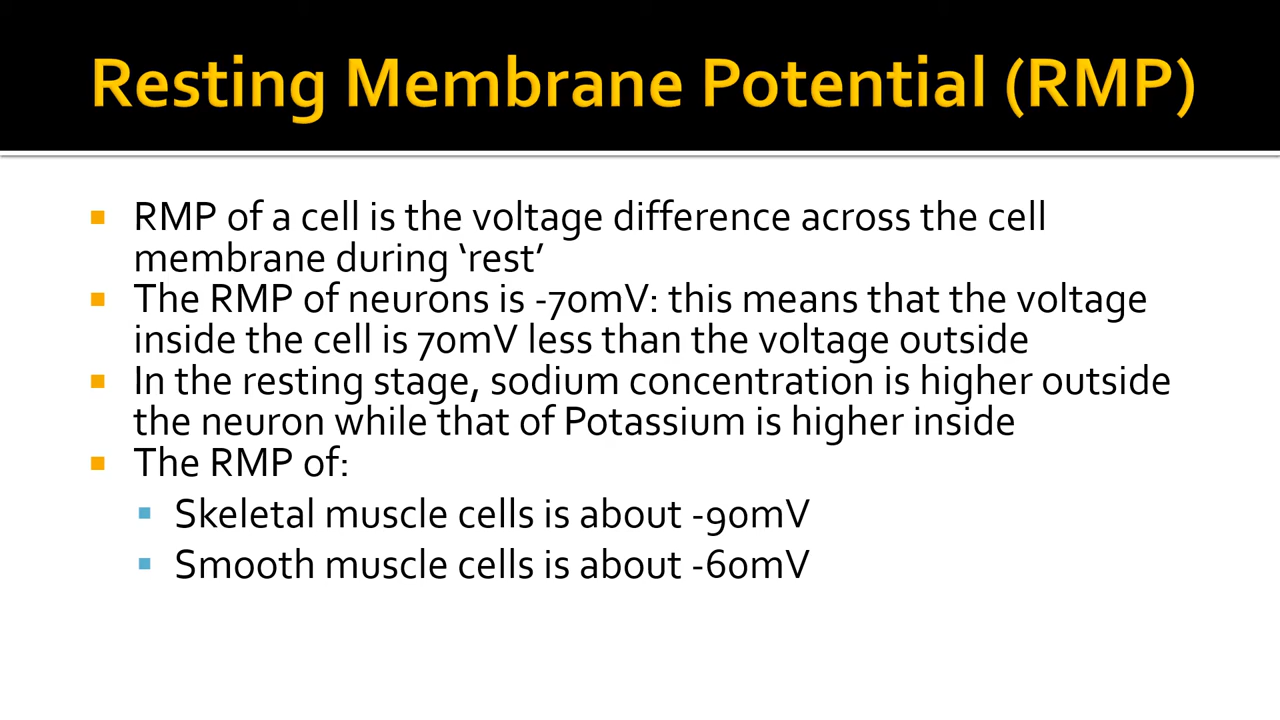 Resting Membrane Potential (RMP)
RMP of a cell is the voltage difference across the cell
membrane during ‘rest’
The RMP of neurons is -70mV: this means that the voltage
inside the cell is 70mV less than the voltage outside
In the resting stage, sodium concentration is higher outside
the neuron while that of Potassium is higher inside
The RMP of:
Skeletal muscle cells is about -90mV
Smooth muscle cells is about -60mV